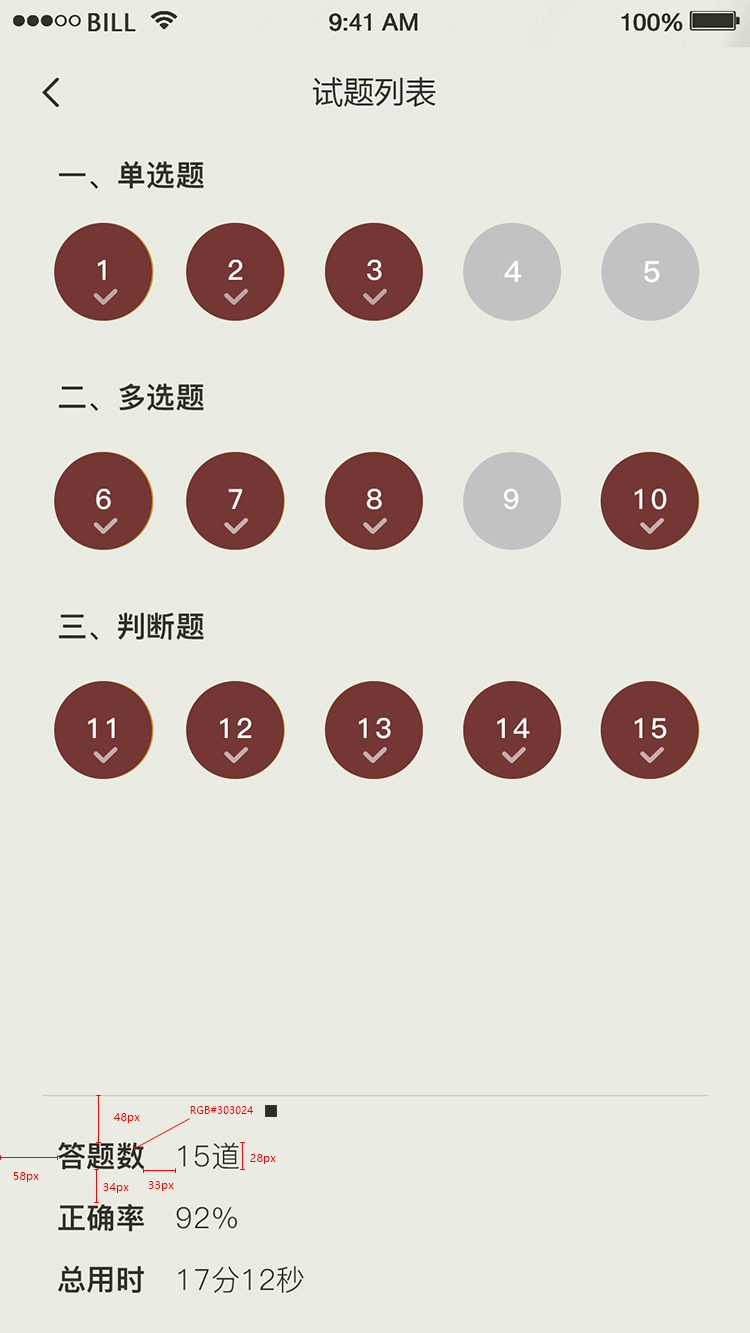 BILL 9:41 AM 100%
试题列表
一、单选题
1 2 3 4 5
二、多选题
6 7 8 9 10
三、判断题
11 12 13 14 15
48px RGB#303024
答题数 15道 28px
58px 34px 33px
正确率 92%
总用时 17分12秒